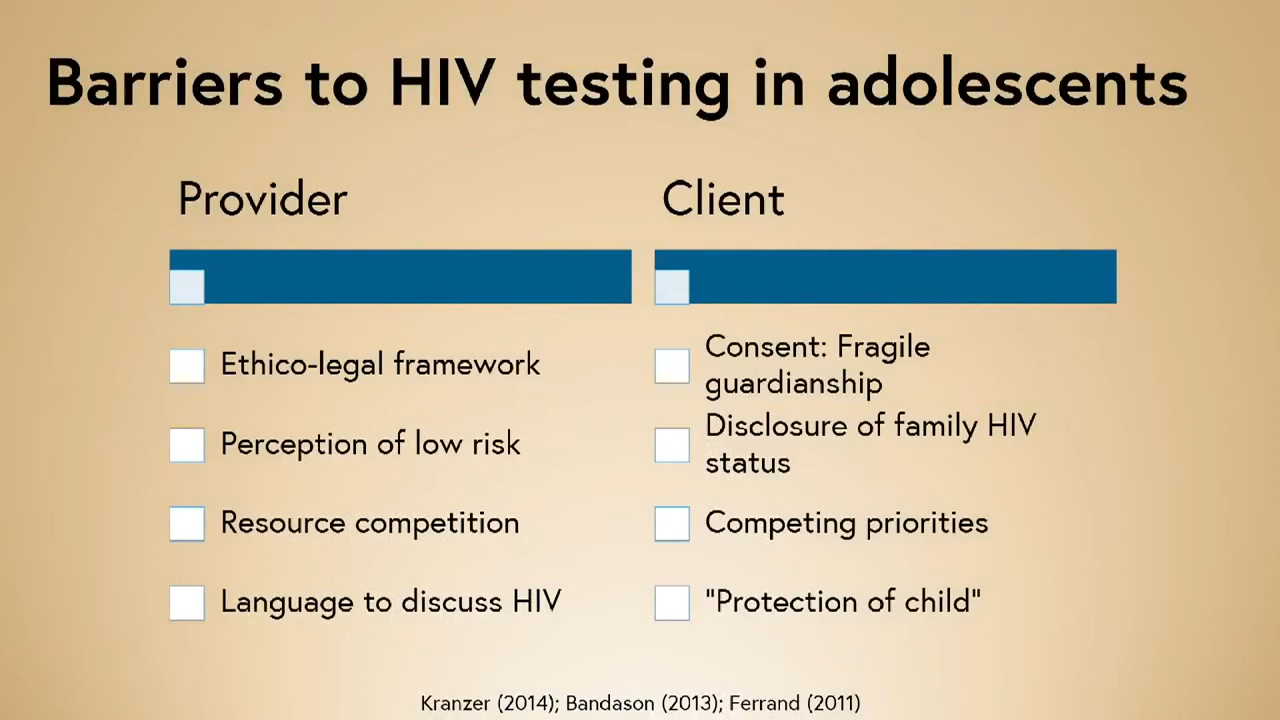 Barriers to HIV testing in adolescents
Provider
Ethico-legal framework
Perception of low risk
Resource competition
Language to discuss HIV
Client
Consent: Fragile
guardianship
Disclosure of family HIV
status
Competing priorities
"Protection of child"
Kranzer (2014); Bandason (2013); Ferrand (2011)